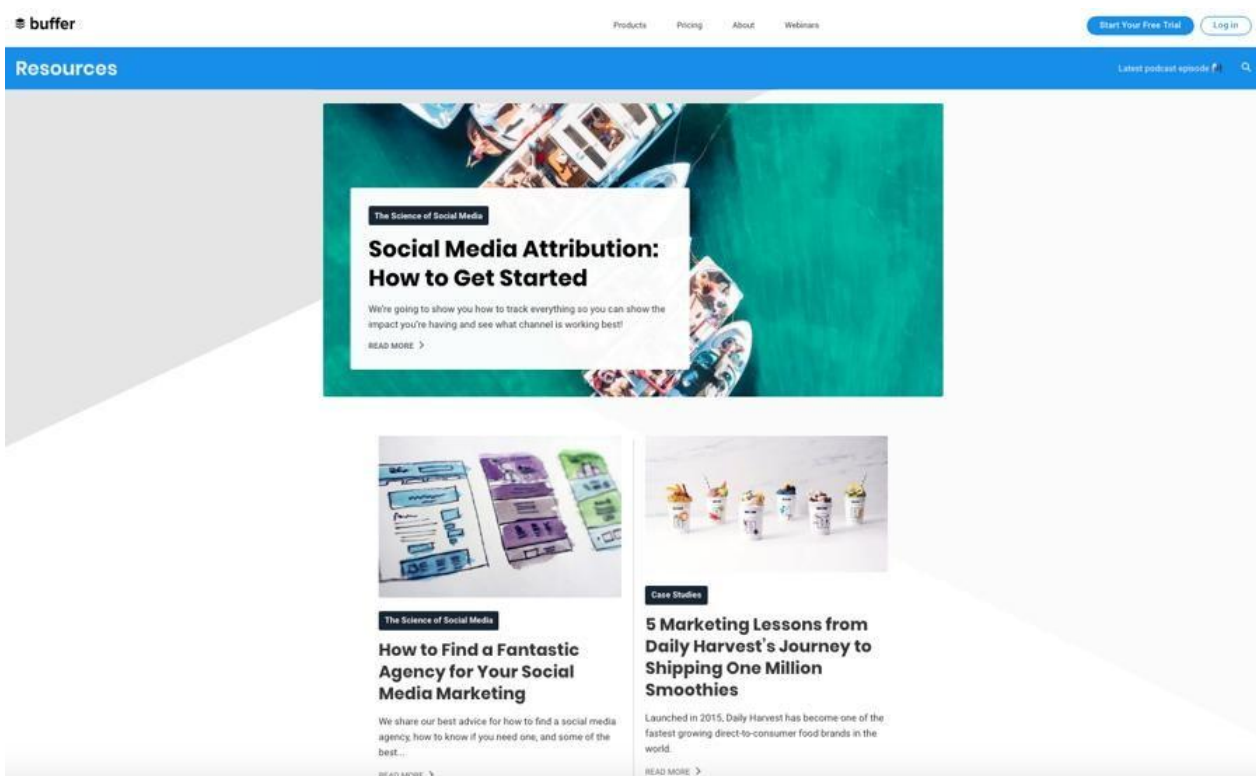 buffer
Products Pricing About Webinars
Start Your Free Trial Log in
Resources
Latest podcast episode
The Science of Social Media
Social Media Attribution:
How to Get Started
We're going to show you how to track everything so you can show the
impact you're having and see what channel is working best!
READ MORE
The Science of Social Media
How to Find a Fantastic
Agency for Your Social
Media Marketing
We share our best advice for how to find a social media
agency, how to know if you need one, and some of the
best...
READ MORE
Case Studies
5 Marketing Lessons from
Daily Harvest's Journey to
Shipping One Million
Smoothies
Launched in 2015, Daily Harvest has become one of the
fastest growing direct-to-consumer food brands in the
world.
READ MORE